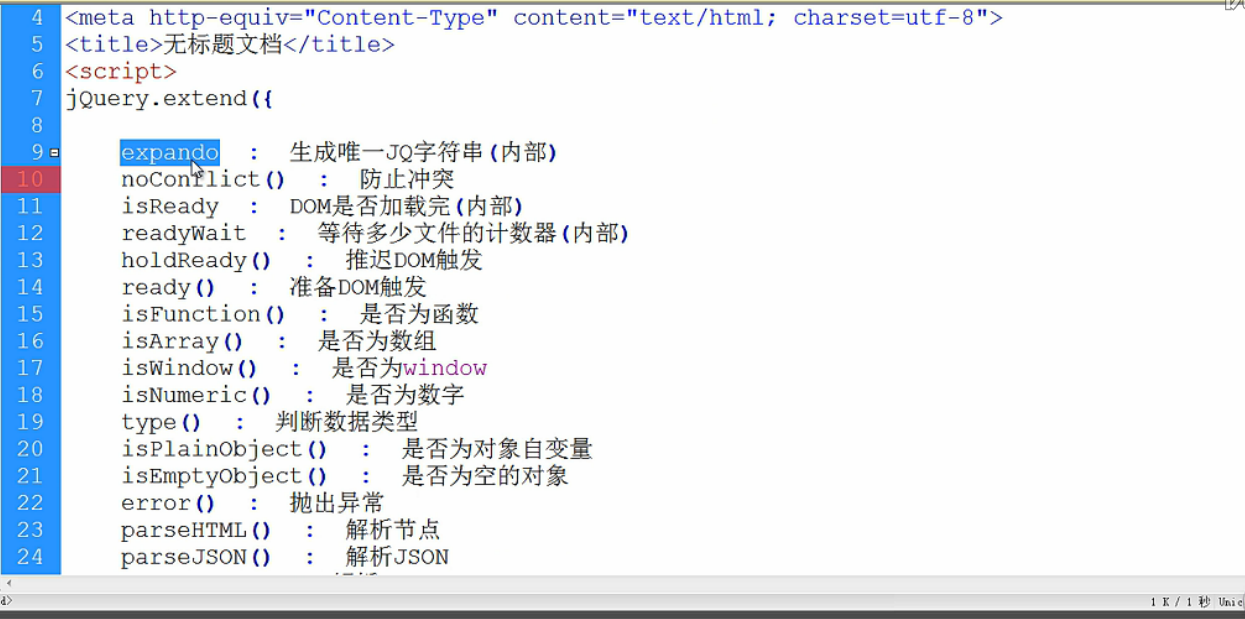 4 <meta http-equiv="Content-Type" content="text/html; charset=utf-8">
5 <title>无标题文档</title>
6 <script>
7 jQuery.extend({
8
9 expando : 生成唯一JQ字符串(内部)
10 noConflict() : 防止冲突
11 isReady : DOM是否加载完(内部)
12 readyWait : 等待多少文件的计数器(内部)
13 holdReady() : 推迟DOM触发
14 ready() : 准备DOM触发
15 isFunction() : 是否为函数
16 isArray() : 是否为数组
17 isWindow() : 是否为window
18 isNumeric() : 是否为数字
19 type() : 判断数据类型
20 isPlainObject() : 是否为对象自变量
21 isEmptyObject() : 是否为空的对象
22 error() : 抛出异常
23 parseHTML() : 解析节点
24 parseJSON() : 解析JSON
d>
1 K / 1 秒 Unic